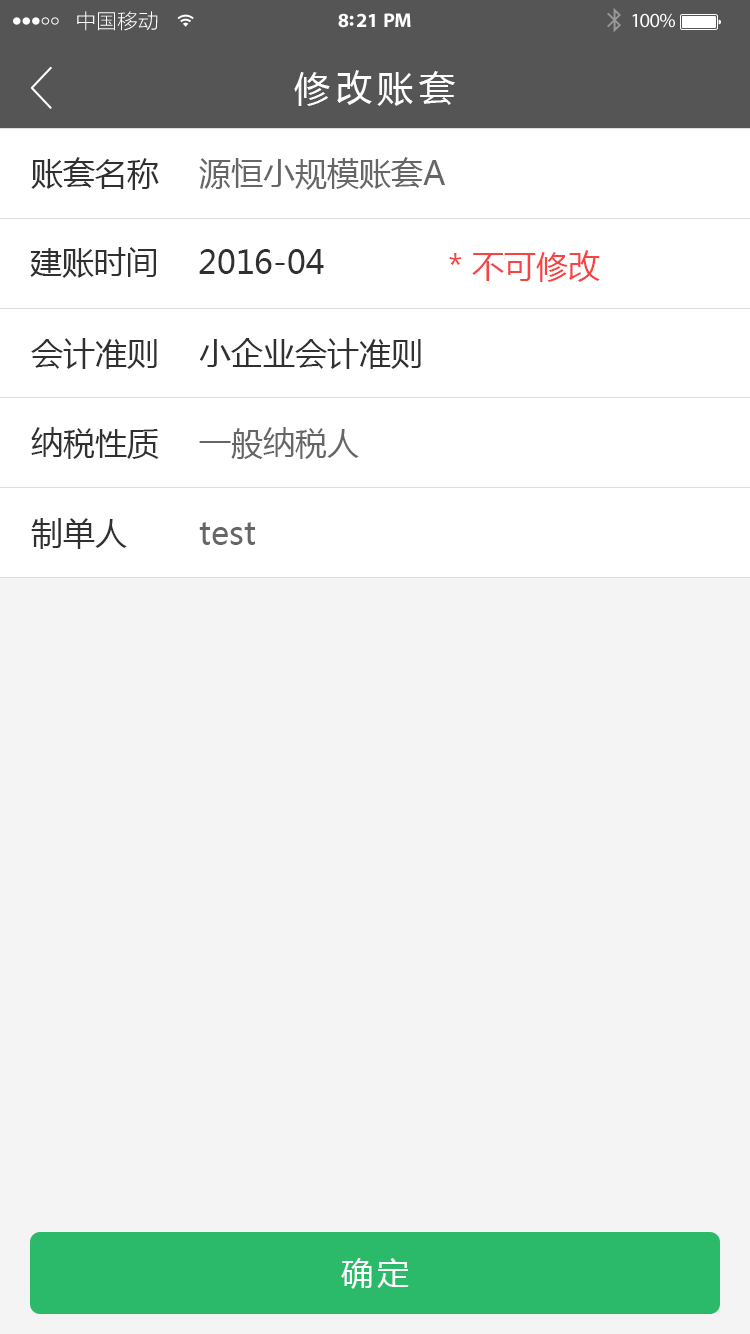 中国移动 8:21 PM 100%
修改账套
账套名称 源恒小规模账套A
建账时间 2016-04 * 不可修改
会计准则 小企业会计准则
纳税性质 一般纳税人
制单人 test
确定